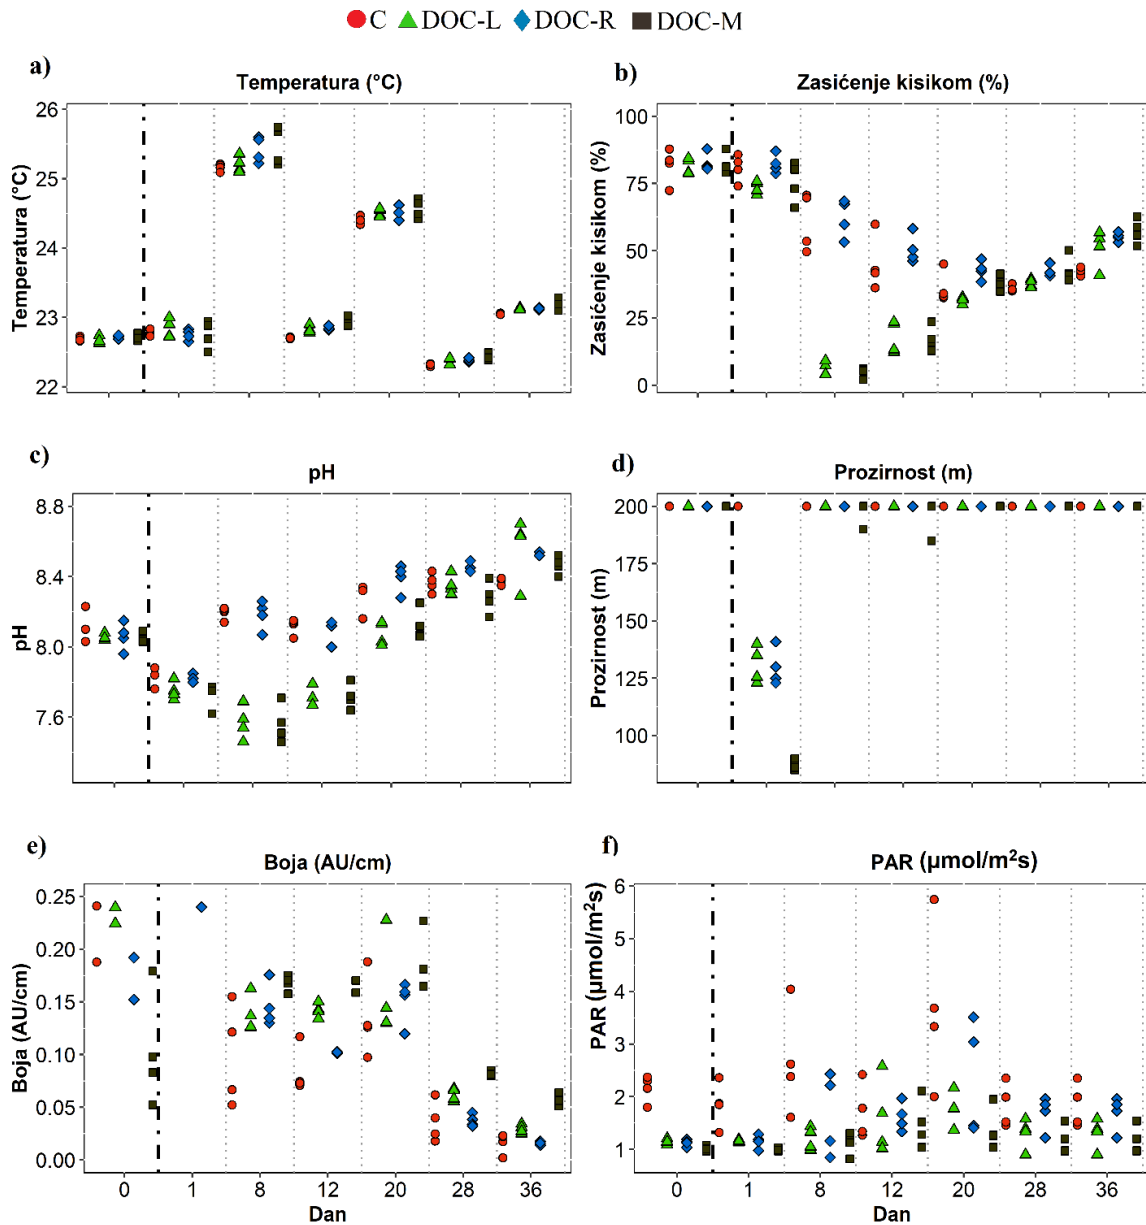 C DOC-L DOC-R DOC-M
a) Temperatura (°C)
Temperatura (°C)
26
25
24
23
22
b) Zasićenje kisikom (%)
Zasićenje kisikom (%)
100
75
50
25
0
c) pH
pH
8.8
8.4
8.0
7.6
d) Prozirnost (m)
Prozirnost (m)
200
175
150
125
100
e) Boja (AU/cm)
Boja (AU/cm)
0.25
0.20
0.15
0.10
0.05
0.00
0 1 8 12 20 28 36
Dan
f) PAR (µmol/m²s)
PAR (µmol/m²s)
6
5
4
3
2
1
0 1 8 12 20 28 36
Dan